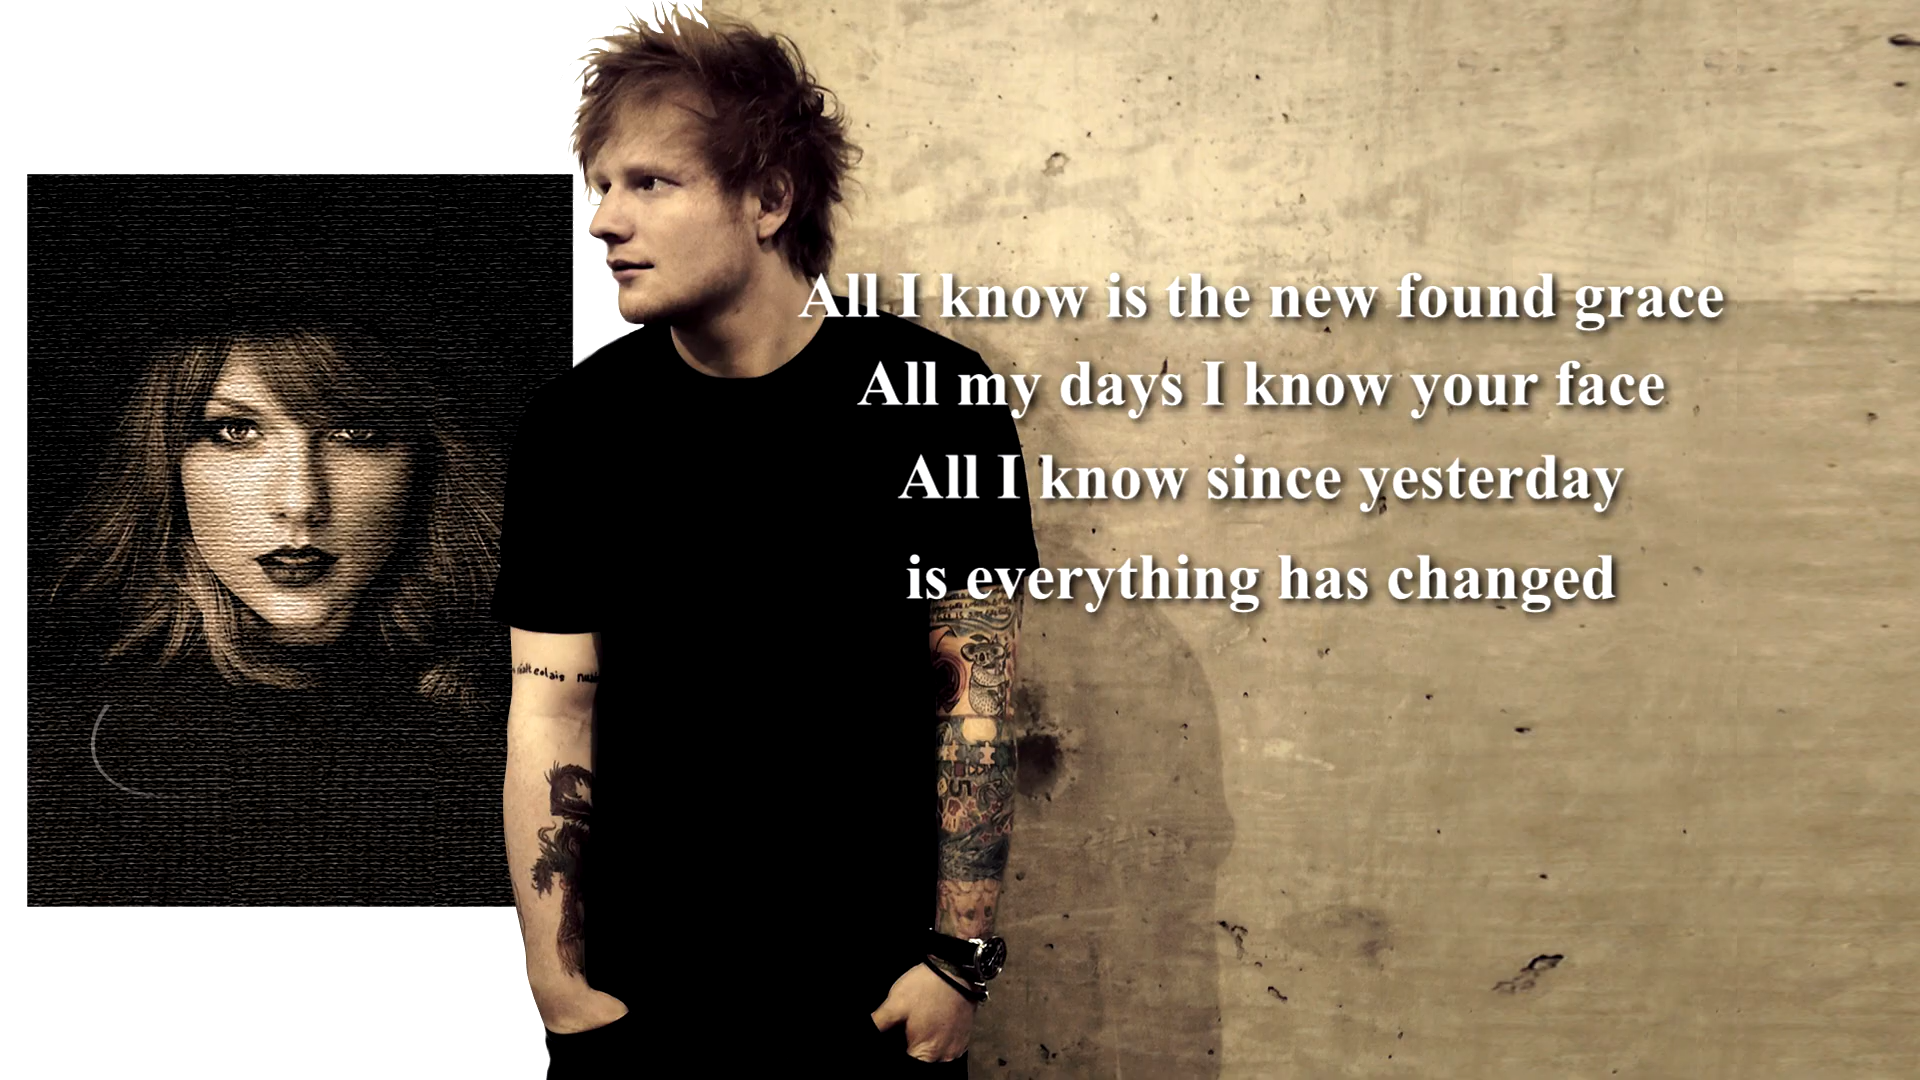 All I know is the new found grace
All my days I know your face
All I know since yesterday
is everything has changed
eolais